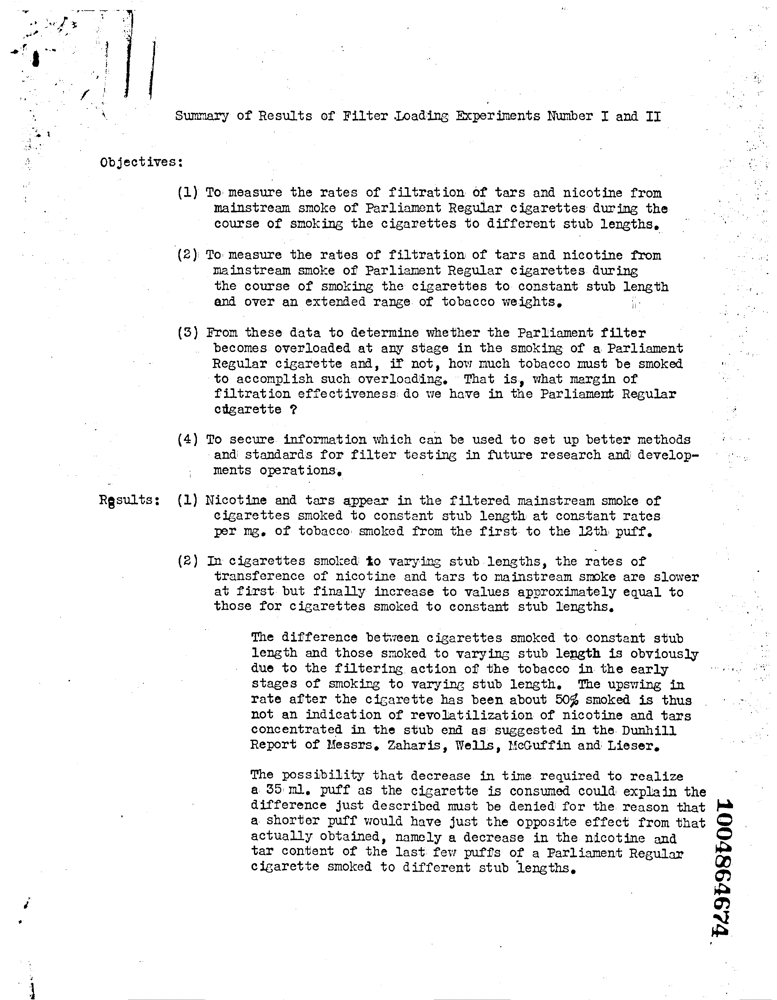 Summary of Results of Filter Loading Experiments Number I and II
Objectives:
(1) To measure the rates of filtration of tars and nicotine from
mainstream smoke of Parliament Regular cigarettes during the
course of smoking the cigarettes to different stub lengths.
(2) To measure the rates of filtration of tars and nicotine from
mainstream smoke of Parliament Regular cigarettes during
the course of smoking the cigarettes to constant stub length
and over an extended range of tobacco weights.
(3) From these data to determine whether the Parliament filter
becomes overloaded at any stage in the smoking of a Parliament
Regular cigarette and, if not, how much tobacco must be smoked
to accomplish such overloading. That is, what margin of
filtration effectiveness do we have in the Parliament Regular
cigarette ?
(4) To secure information which can be used to set up better methods
and standards for filter testing in future research and develop-
ments operations.
Results: (1) Nicotine and tars appear in the filtered mainstream smoke of
cigarettes smoked to constant stub length at constant rates
per mg. of tobacco smoked from the first to the 12th puff.
(2) In cigarettes smoked to varying stub lengths, the rates of
transference of nicotine and tars to mainstream smoke are slower
at first but finally increase to values approximately equal to
those for cigarettes smoked to constant stub lengths.
The difference between cigarettes smoked to constant stub
length and those smoked to varying stub length is obviously
due to the filtering action of the tobacco in the early
stages of smoking to varying stub length. The upswing in
rate after the cigarette has been about 50% smoked is thus
not an indication of revolatilization of nicotine and tars
concentrated in the stub end as suggested in the Dunhill
Report of Messrs. Zaharis, Wells, McGuffin and Lieser.
The possibility that decrease in time required to realize
a 35 ml. puff as the cigarette is consumed could explain the
difference just described must be denied for the reason that
a shorter puff would have just the opposite effect from that
actually obtained, namely a decrease in the nicotine and
tar content of the last few puffs of a Parliament Regular
cigarette smoked to different stub lengths.
1004864674